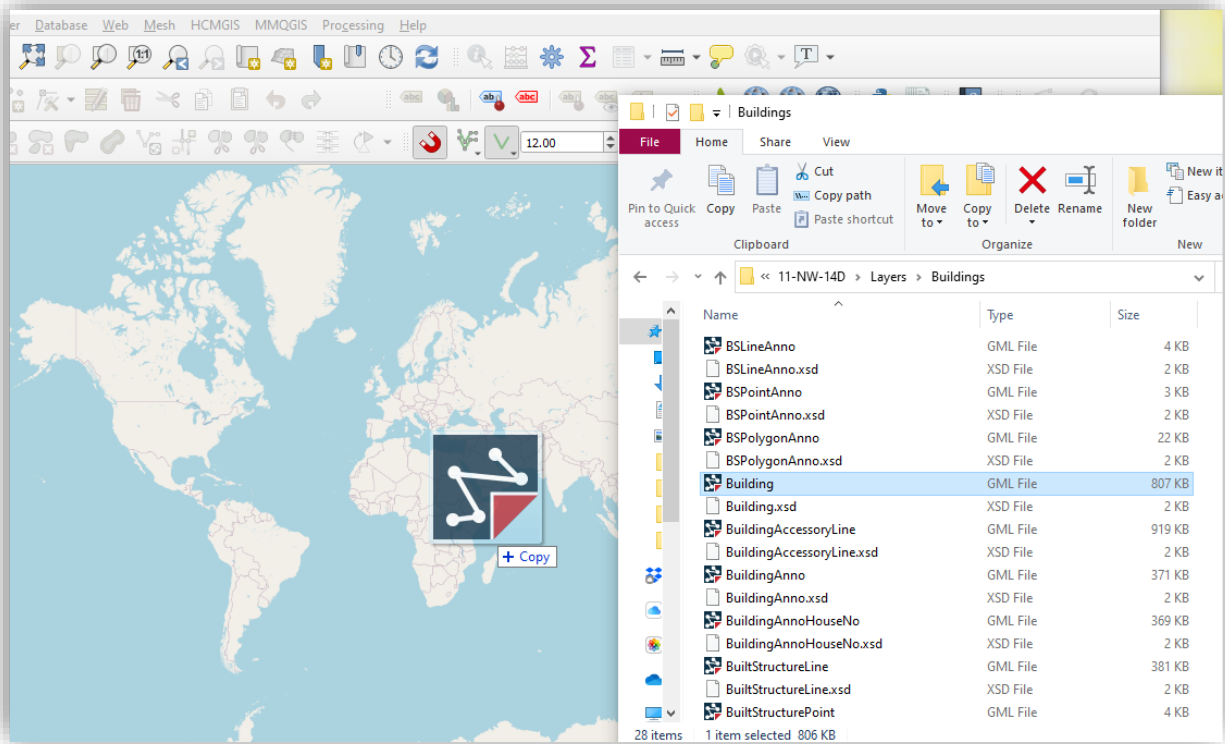 er Database Web Mesh HCMGIS MMQGIS Processing Help
1:1 Σ T
abc ab abc ab abc
12.00
Buildings
File Home Share View
Pin to Quick access
Copy
Paste
Cut
Copy path
Paste shortcut
Move to
Copy to
Delete
Rename
New folder
New it
Easy a
Clipboard Organize New
« 11-NW-14D > Layers > Buildings
Name Type Size
BSLineAnno GML File 4 KB
BSLineAnno.xsd XSD File 2 KB
BSPointAnno GML File 3 KB
BSPointAnno.xsd XSD File 2 KB
BSPolygonAnno GML File 22 KB
BSPolygonAnno.xsd XSD File 2 KB
Building GML File 807 KB
Building.xsd XSD File 2 KB
BuildingAccessoryLine GML File 919 KB
BuildingAccessoryLine.xsd XSD File 2 KB
BuildingAnno GML File 371 KB
BuildingAnno.xsd XSD File 2 KB
BuildingAnnoHouseNo GML File 369 KB
BuildingAnnoHouseNo.xsd XSD File 2 KB
BuiltStructureLine GML File 381 KB
BuiltStructureLine.xsd XSD File 2 KB
BuiltStructurePoint GML File 4 KB
28 items 1 item selected 806 KB
+ Copy